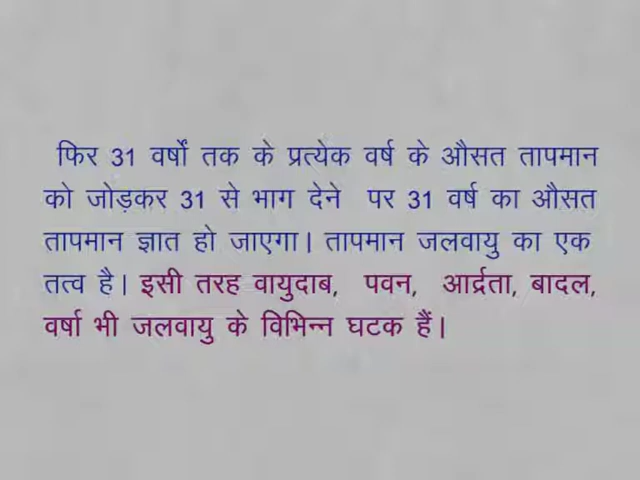 फिर 31 वर्षों तक के प्रत्येक वर्ष के औसत तापमान
को जोड़कर 31 से भाग देने पर 31 वर्ष का औसत
तापमान ज्ञात हो जाएगा। तापमान जलवायु का एक
तत्व है। इसी तरह वायुदाब, पवन, आर्द्रता, बादल,
वर्षा भी जलवायु के विभिन्न घटक हैं।